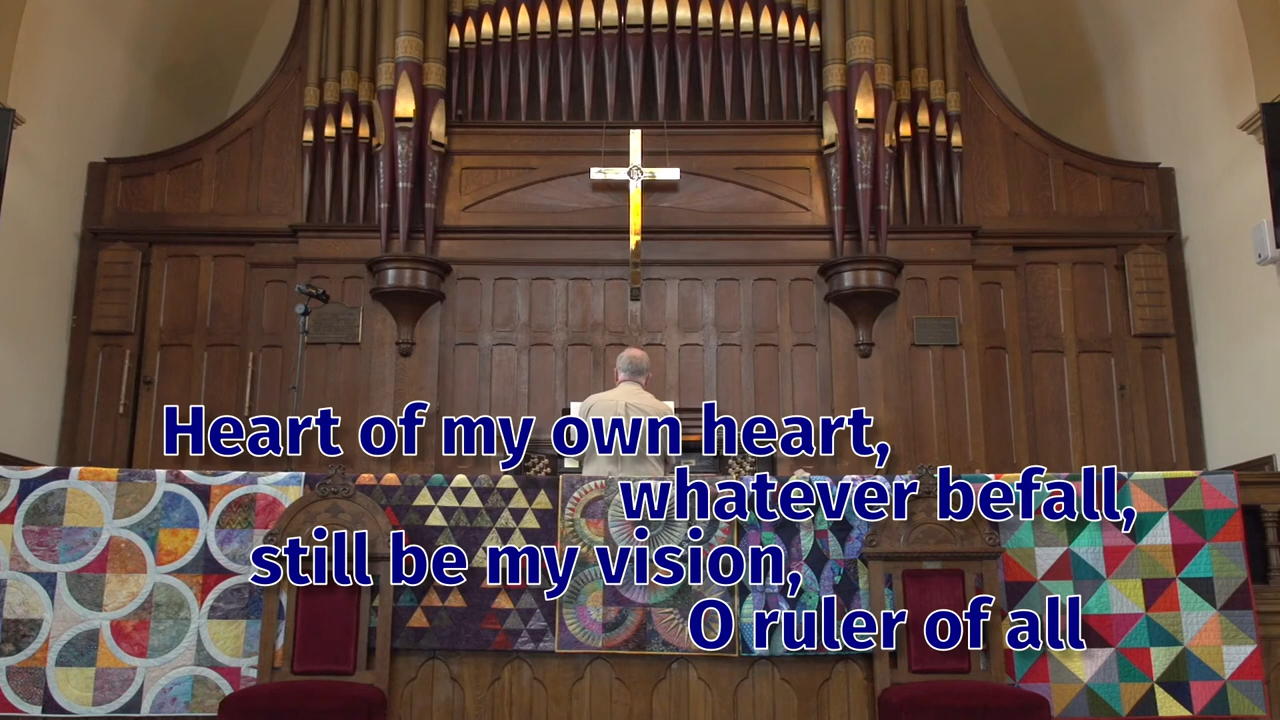 Heart of my own heart,
whatever befall,
still be my vision,
O ruler of all